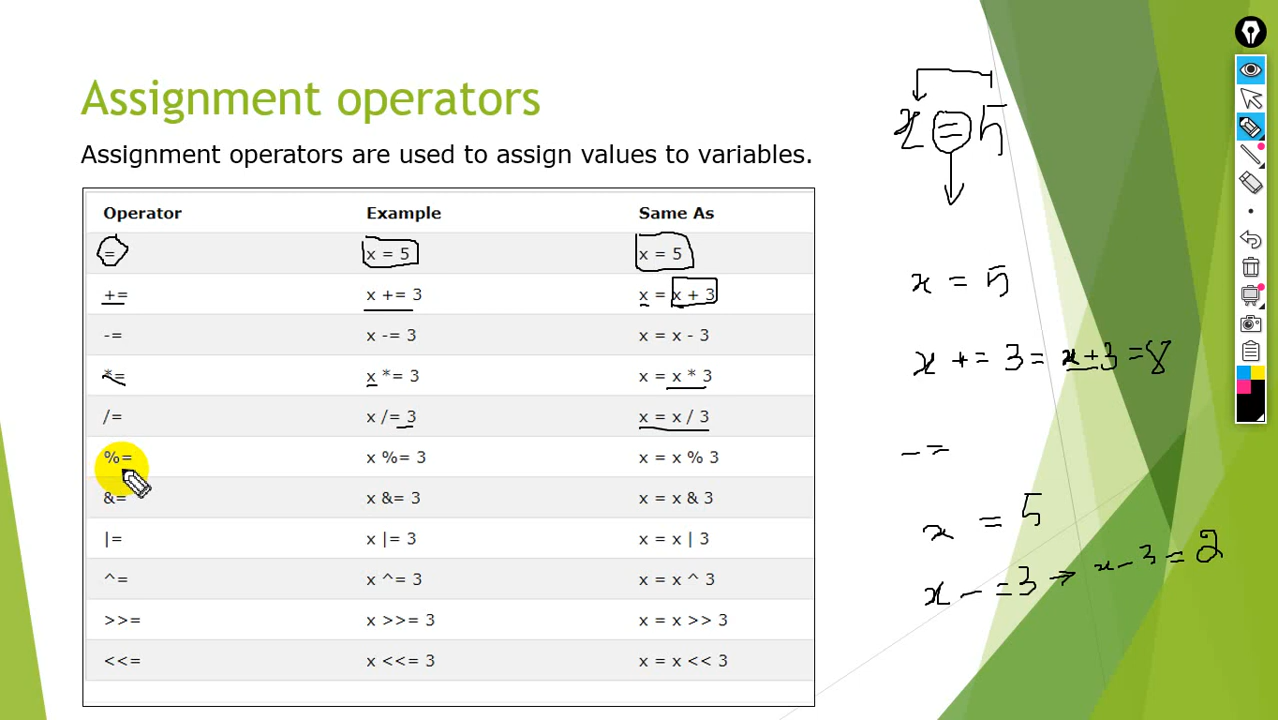 Assignment operators
Assignment operators are used to assign values to variables.
Operator Example Same As
= x = 5 x = 5
+= x += 3 x = x + 3
-= x -= 3 x = x - 3
*= x *= 3 x = x * 3
/= x /= 3 x = x / 3
%= x %= 3 x = x % 3
&= x &= 3 x = x & 3
|= x |= 3 x = x | 3
^= x ^= 3 x = x ^ 3
>>= x >>= 3 x = x >> 3
<<= x <<= 3 x = x << 3
x = 5
x = 5
x += 3 = x+3 = 8
-=
x = 5
x -= 3 → x - 3 = 2